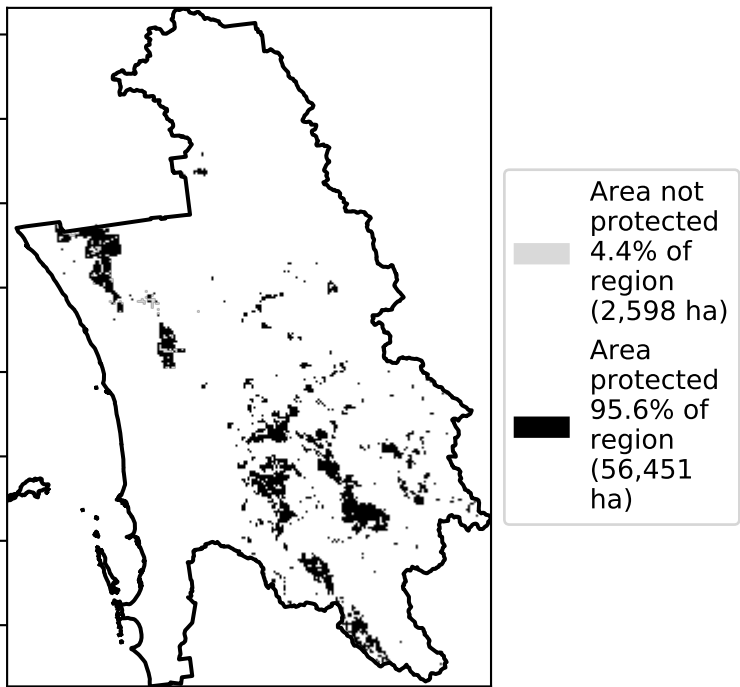 Area not
protected
4.4% of
region
(2,598 ha)
Area
protected
95.6% of
region
(56,451
ha)